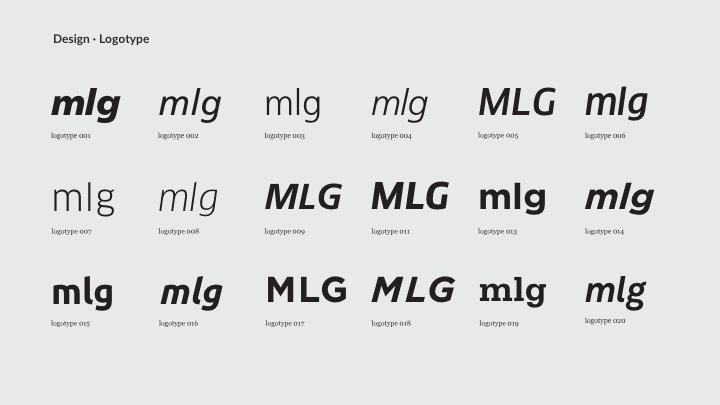 Design · Logotype
mlg mlg mlg mlg MLG mlg
logotype 001 logotype 002 logotype 003 logotype 004 logotype 005 logotype 006
mlg mlg MLG MLG mlg mlg
logotype 007 logotype 008 logotype 009 logotype 011 logotype 013 logotype 014
mlg mlg MLG MLG mlg mlg
logotype 015 logotype 016 logotype 017 logotype 018 logotype 019 logotype 020